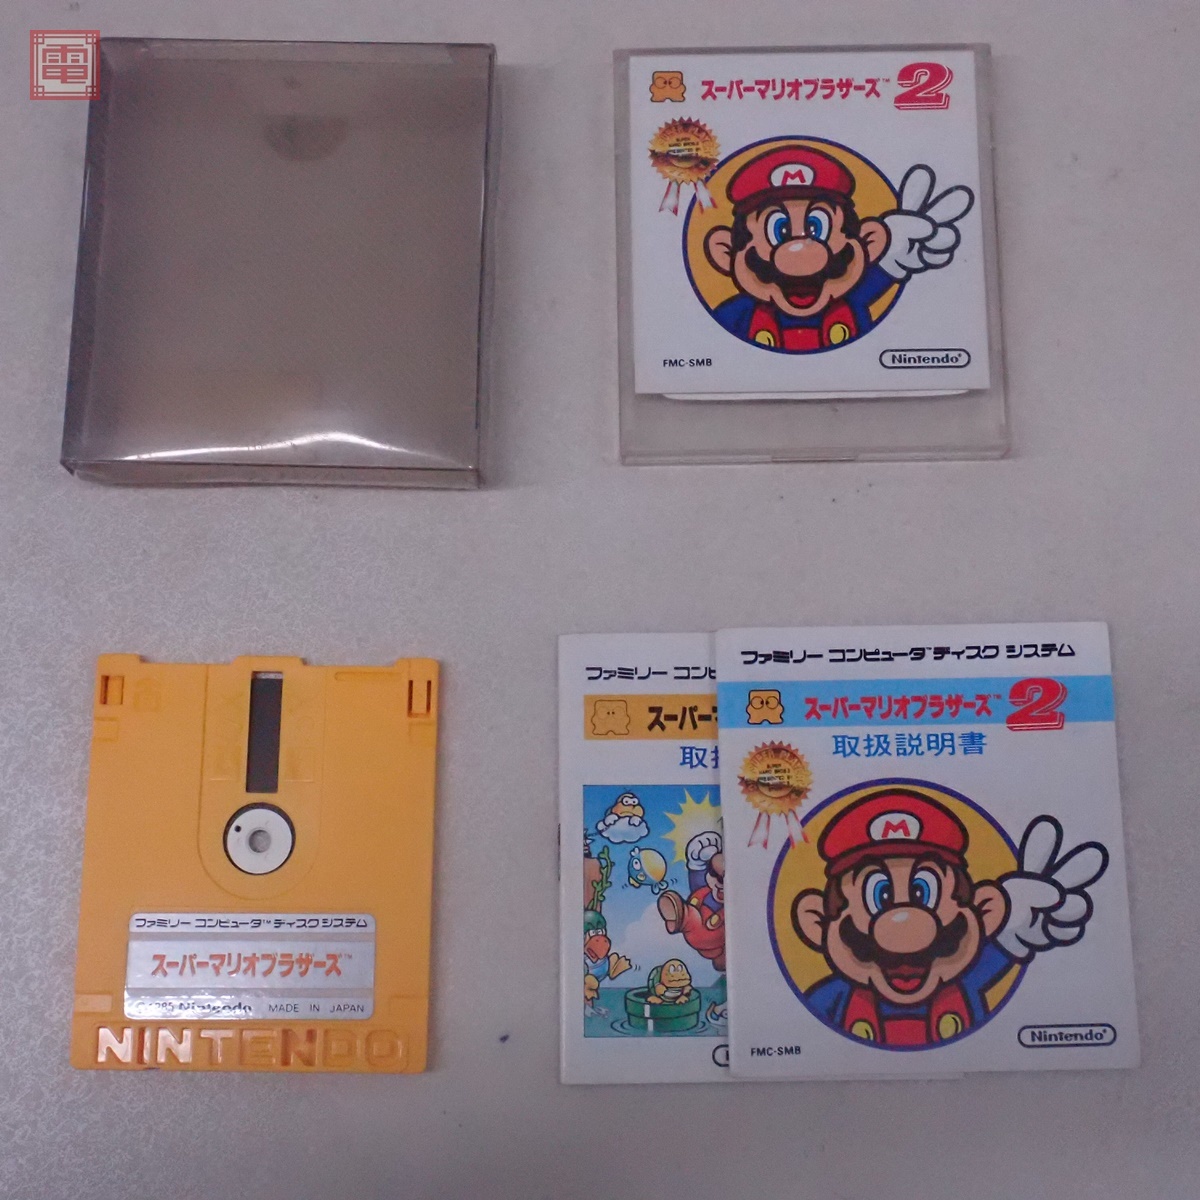 電
スーパーマリオブラザーズ™ 2
M
FMC-SMB
Nintendo®
ファミリー コンピュータ™ ディスク システム
スーパーマリオブラザーズ™
©1985 Nintendo MADE IN JAPAN
NINTENDO
ファミリー コンピ
スーパーマ
取扱
ファミリー コンピュータ™ ディスク システム
スーパーマリオブラザーズ™ 2
取扱説明書
M
FMC-SMB
Nintendo®